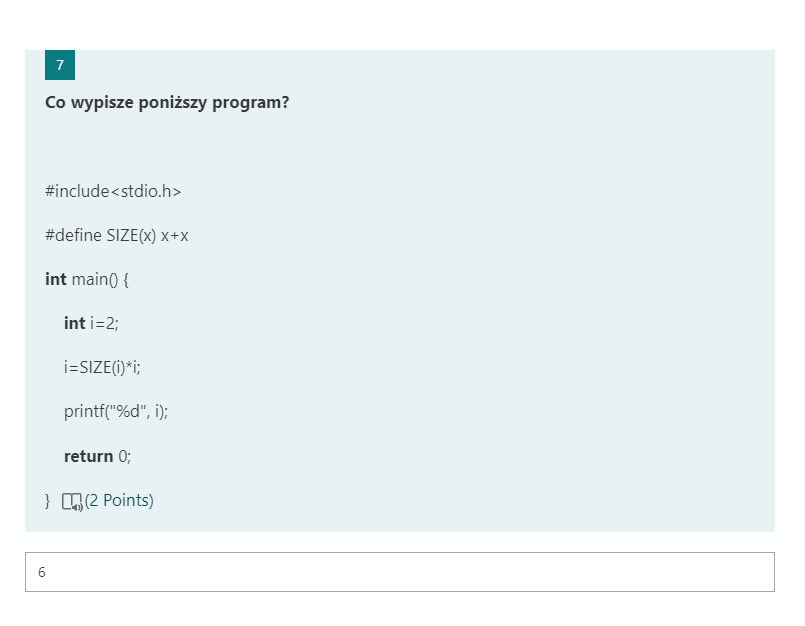 7
Co wypisze poniższy program?
#include<stdio.h>
#define SIZE(x) x+x
int main() {
int i=2;
i=SIZE(i)*i;
printf("%d", i);
return 0;
} (2 Points)
6